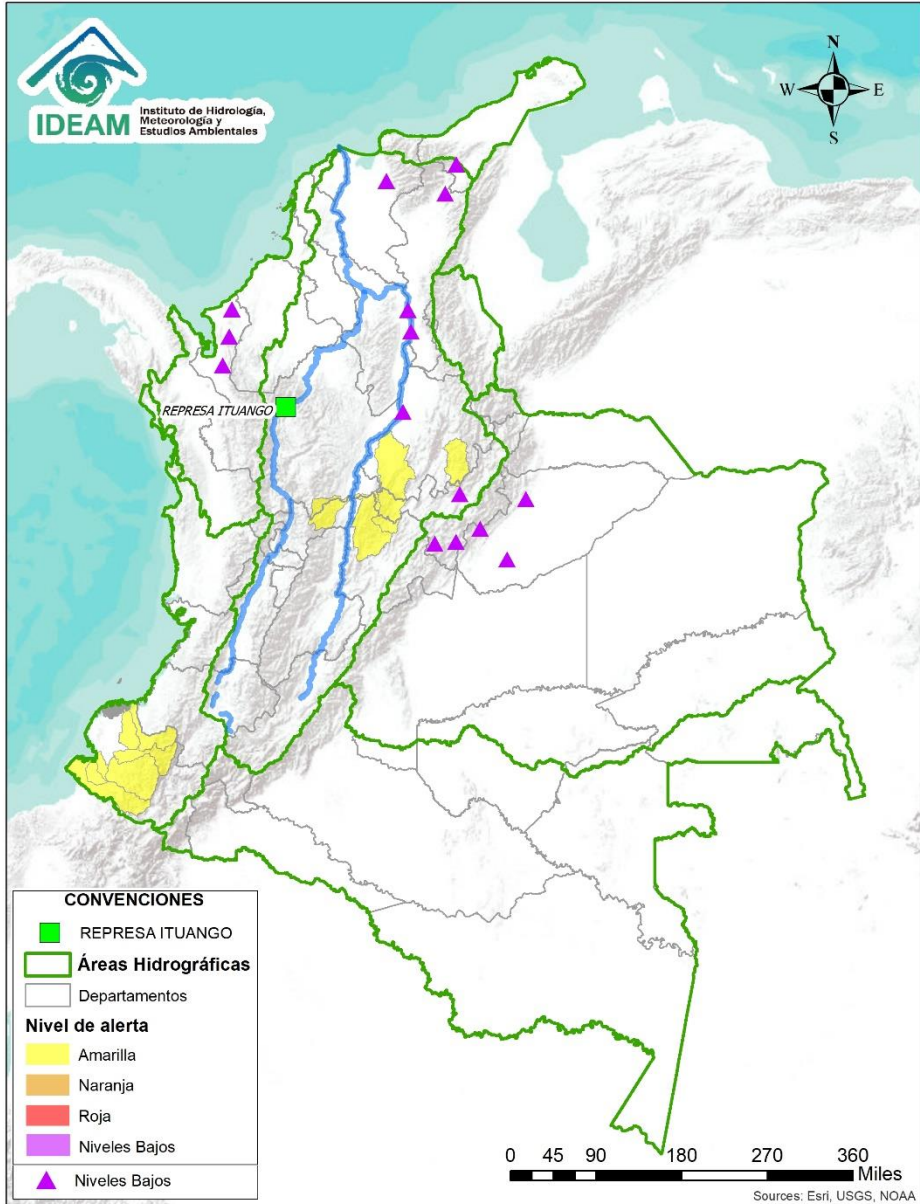 IDEAM
Instituto de Hidrología,
Meteorología y
Estudios Ambientales
N
W
E
S
REPRESA ITUANGO
CONVENCIONES
REPRESA ITUANGO
Áreas Hidrográficas
Departamentos
Nivel de alerta
Amarilla
Naranja
Roja
Niveles Bajos
Niveles Bajos
0 45 90 180 270 360
Miles
Sources: Esri, USGS, NOAA